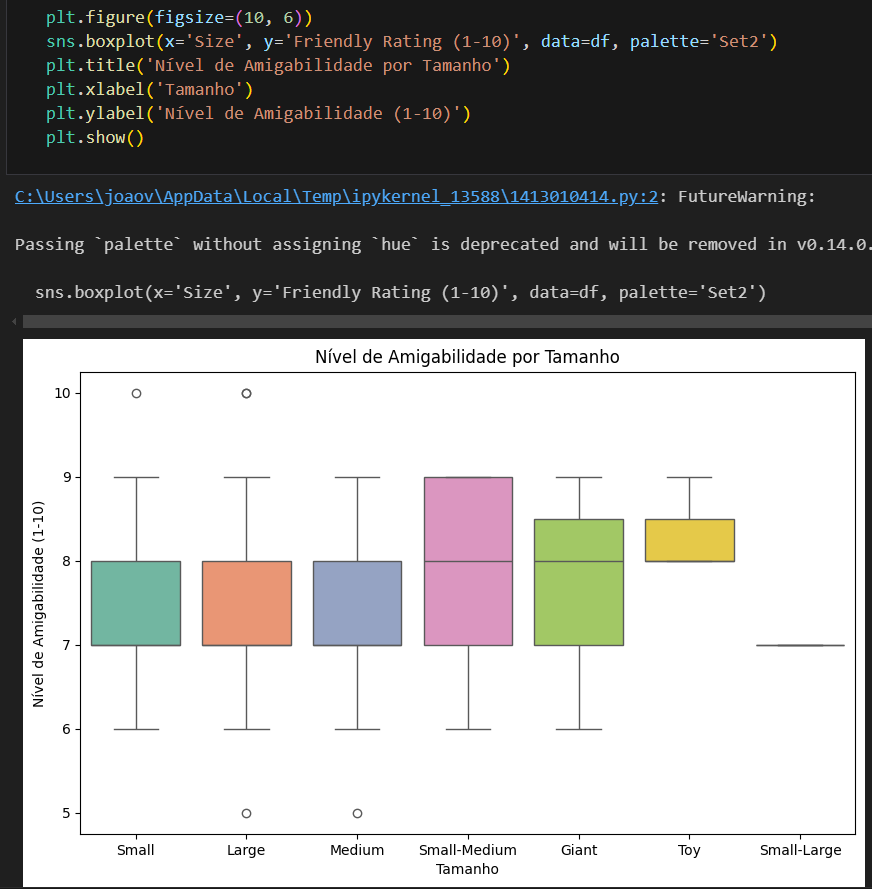 plt.figure(figsize=(10, 6))
sns.boxplot(x='Size', y='Friendly Rating (1-10)', data=df, palette='Set2')
plt.title('Nível de Amigabilidade por Tamanho')
plt.xlabel('Tamanho')
plt.ylabel('Nível de Amigabilidade (1-10)')
plt.show()
C:\Users\joaov\AppData\Local\Temp\ipykernel_13588\1413010414.py:2: FutureWarning:
Passing `palette` without assigning `hue` is deprecated and will be removed in v0.14.0.
sns.boxplot(x='Size', y='Friendly Rating (1-10)', data=df, palette='Set2')
Nível de Amigabilidade por Tamanho
Nível de Amigabilidade (1-10)
10
9
8
7
6
5
Small Large Medium Small-Medium Giant Toy Small-Large
Tamanho